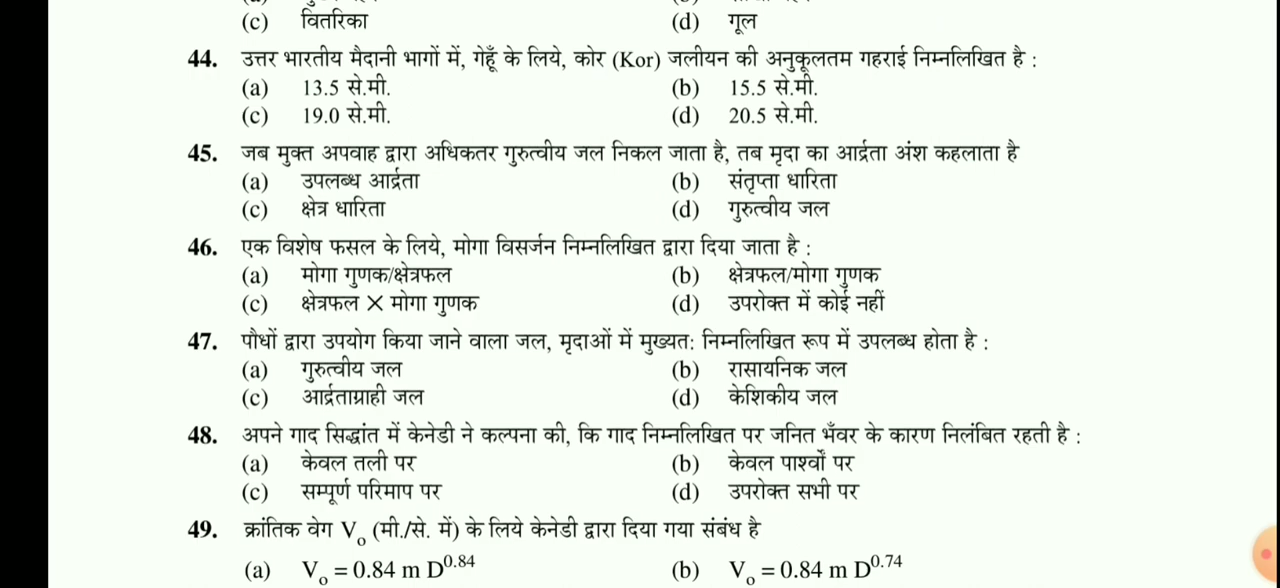 (c) वितरिका (d) गूल
44. उत्तर भारतीय मैदानी भागों में, गेहूँ के लिये, कोर (Kor) जलीयन की अनुकूलतम गहराई निम्नलिखित है :
(a) 13.5 से.मी. (b) 15.5 से.मी.
(c) 19.0 से.मी. (d) 20.5 से.मी.
45. जब मुक्त अपवाह द्वारा अधिकतर गुरुत्वीय जल निकल जाता है, तब मृदा का आर्द्रता अंश कहलाता है
(a) उपलब्ध आर्द्रता (b) संतृप्ता धारिता
(c) क्षेत्र धारिता (d) गुरुत्वीय जल
46. एक विशेष फसल के लिये, मोगा विसर्जन निम्नलिखित द्वारा दिया जाता है :
(a) मोगा गुणक/क्षेत्रफल (b) क्षेत्रफल/मोगा गुणक
(c) क्षेत्रफल × मोगा गुणक (d) उपरोक्त में कोई नहीं
47. पौधों द्वारा उपयोग किया जाने वाला जल, मृदाओं में मुख्यत: निम्नलिखित रूप में उपलब्ध होता है :
(a) गुरुत्वीय जल (b) रासायनिक जल
(c) आर्द्रताग्राही जल (d) केशिकीय जल
48. अपने गाद सिद्धांत में केनेडी ने कल्पना की, कि गाद निम्नलिखित पर जनित भँवर के कारण निलंबित रहती है :
(a) केवल तली पर (b) केवल पार्श्वों पर
(c) सम्पूर्ण परिमाप पर (d) उपरोक्त सभी पर
49. क्रांतिक वेग V₀ (मी./से. में) के लिये केनेडी द्वारा दिया गया संबंध है
(a) V₀ = 0.84 m D^0.84 (b) V₀ = 0.84 m D^0.74